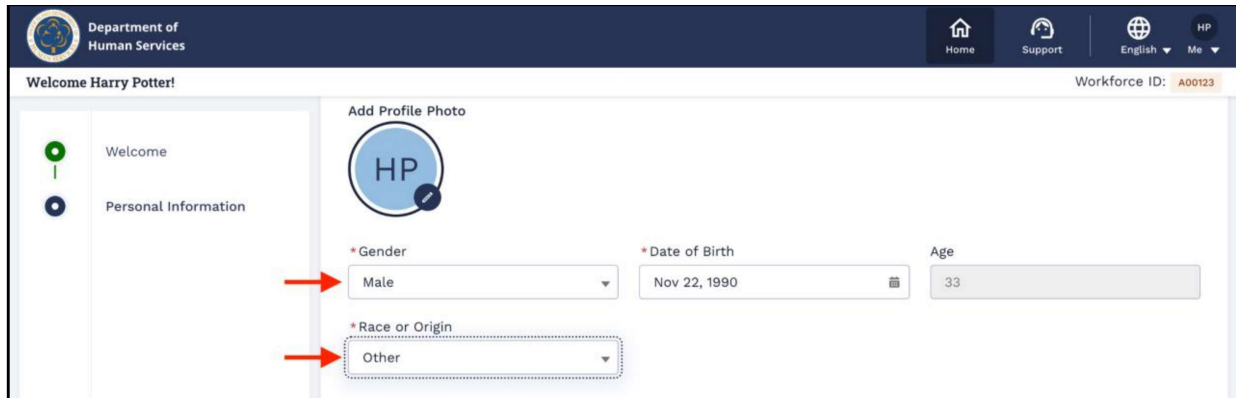 Department of
Human Services
Home
Support
English
Me
HP
Welcome Harry Potter!
Workforce ID: A00123
Welcome
Personal Information
Add Profile Photo
HP
*Gender
*Date of Birth
Age
Male
Nov 22, 1990
33
*Race or Origin
Other